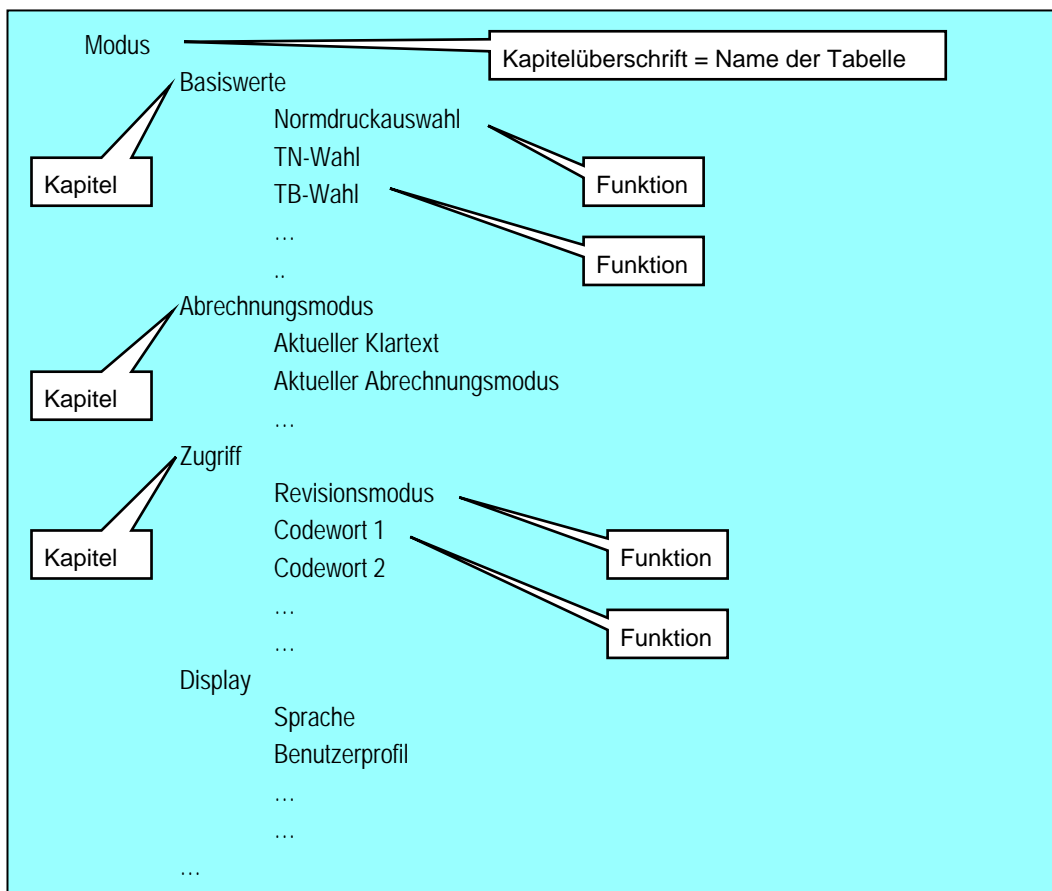 Modus
Kapitelüberschrift = Name der Tabelle
Basiswerte
Normdruckauswahl
Kapitel
TN-Wahl
Funktion
TB-Wahl
…
Funktion
..
Abrechnungsmodus
Aktueller Klartext
Kapitel
Aktueller Abrechnungsmodus
…
Zugriff
Revisionsmodus
Kapitel
Codewort 1
Funktion
Codewort 2
…
Funktion
…
Display
Sprache
Benutzerprofil
…
…
…